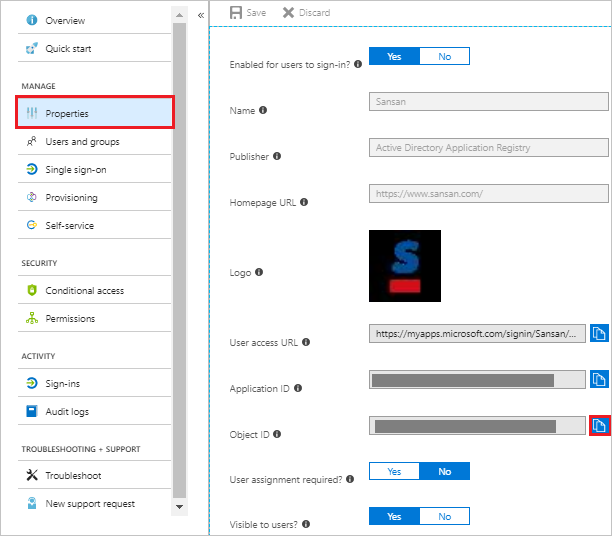 Overview
Quick start
MANAGE
Properties
Users and groups
Single sign-on
Provisioning
Self-service
SECURITY
Conditional access
Permissions
ACTIVITY
Sign-ins
Audit logs
TROUBLESHOOTING + SUPPORT
Troubleshoot
New support request
«
Save Discard
Enabled for users to sign-in? Yes No
Name Sansan
Publisher Active Directory Application Registry
Homepage URL https://www.sansan.com/
Logo S
User access URL https://myapps.microsoft.com/signin/Sansan/...
Application ID
Object ID
User assignment required? Yes No
Visible to users? Yes No